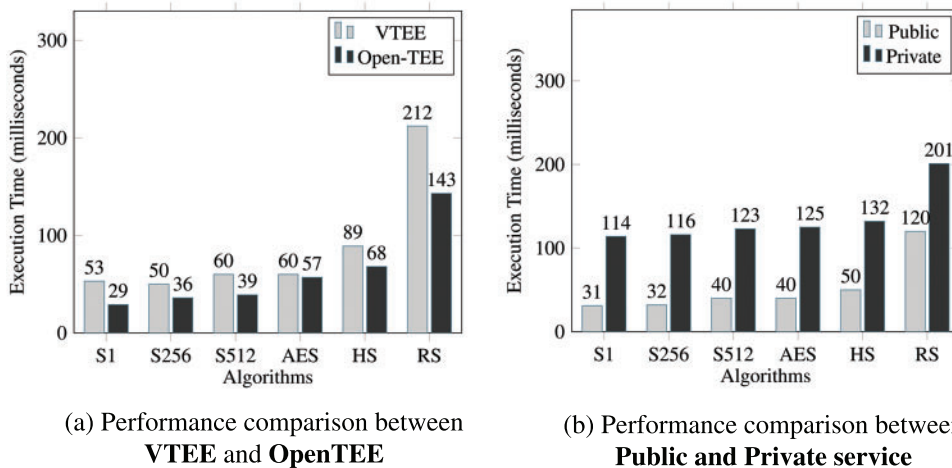 300
200
100
0
Execution Time (milliseconds)
VTEE
Open-TEE
53 29 50 36 60 39 60 57 89 68 212 143
S1 S256 S512 AES HS RS
Algorithms
(a) Performance comparison between
VTEE and OpenTEE
300
200
100
0
Execution Time (milliseconds)
Public
Private
31 114 32 116 40 123 40 125 50 132 120 201
S1 S256 S512 AES HS RS
Algorithms
(b) Performance comparison betwee
Public and Private service